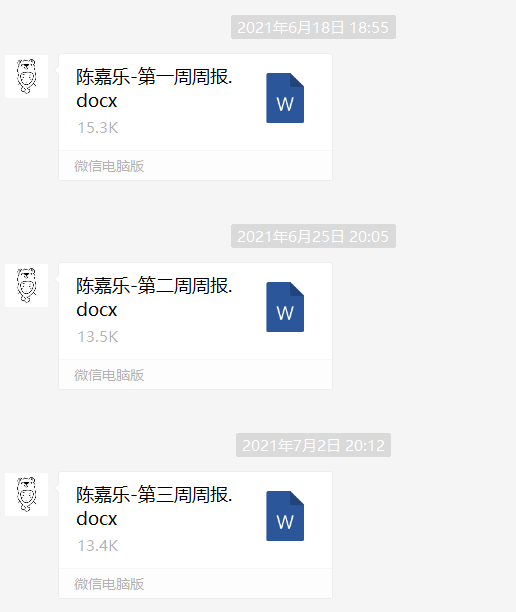 2021年6月18日 18:55
陈嘉乐-第一周周报.
docx
15.3K
W
微信电脑版
2021年6月25日 20:05
陈嘉乐-第二周周报.
docx
13.5K
W
微信电脑版
2021年7月2日 20:12
陈嘉乐-第三周周报.
docx
13.4K
W
微信电脑版